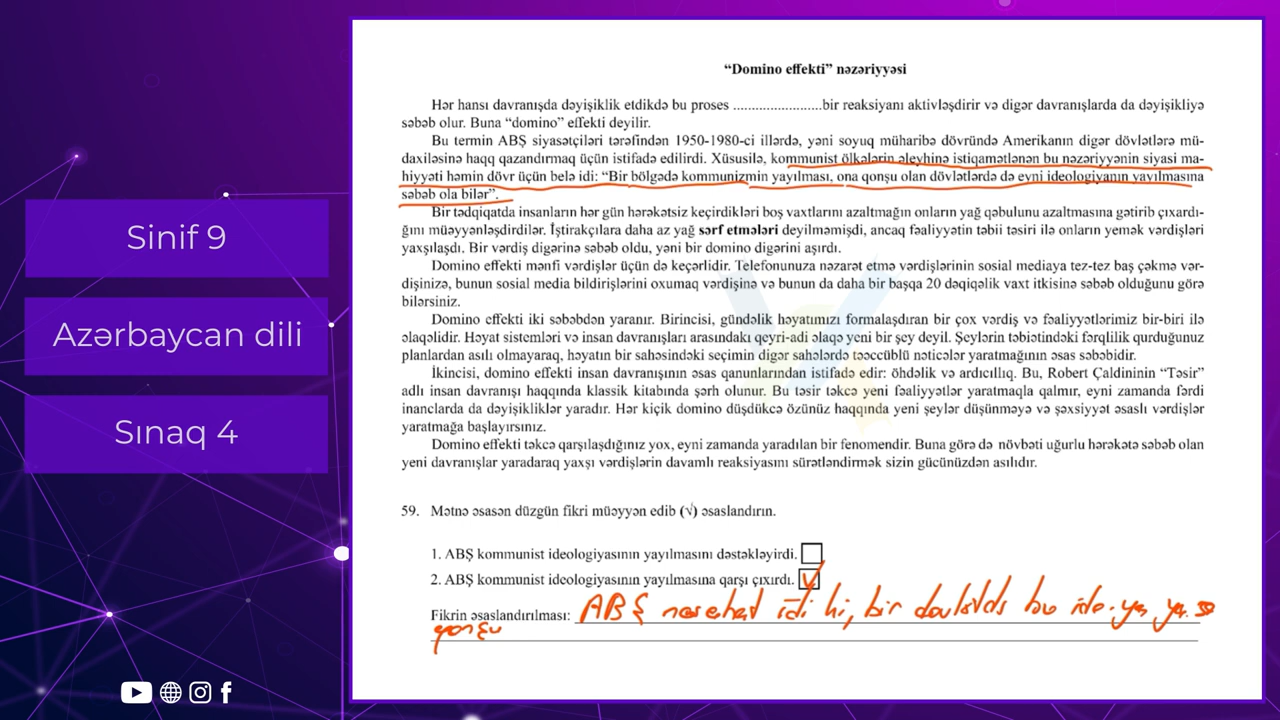 Sinif 9
Azərbaycan dili
Sınaq 4
“Domino effekti” nəzəriyyəsi
Hər hansı davranışda dəyişiklik etdikdə bu proses ........................bir reaksiyanı aktivləşdirir və digər davranışlarda da dəyişikliyə
səbəb olur. Buna “domino” effekti deyilir.
Bu termin ABŞ siyasətçiləri tərəfindən 1950-1980-ci illərdə, yəni soyuq müharibə dövründə Amerikanın digər dövlətlərə mü-
daxiləsinə haqq qazandırmaq üçün istifadə edilirdi. Xüsusilə, kommunist ölkələrin əleyhinə istiqamətlənən bu nəzəriyyənin siyasi ma-
hiyyəti həmin dövr üçün belə idi: “Bir bölgədə kommunizmin yayılması, ona qonşu olan dövlətlərdə də eyni ideologiyanın yayılmasına
səbəb ola bilər”.
Bir tədqiqatda insanların hər gün hərəkətsiz keçirdikləri boş vaxtlarını azaltmağın onların yağ qəbulunu azaltmasına gətirib çıxardı-
ğını müəyyənləşdirdilər. İştirakçılara daha az yağ sərf etmələri deyilməmişdi, ancaq fəaliyyətin təbii təsiri ilə onların yemək vərdişləri
yaxşılaşdı. Bir vərdiş digərinə səbəb oldu, yəni bir domino digərini aşırdı.
Domino effekti mənfi vərdişlər üçün də keçərlidir. Telefonunuza nəzarət etmə vərdişlərinin sosial mediaya tez-tez baş çəkmə vər-
dişinizə, bunun sosial media bildirişlərini oxumaq vərdişinə və bunun da daha bir başqa 20 dəqiqəlik vaxt itkisinə səbəb olduğunu görə
bilərsiniz.
Domino effekti iki səbəbdən yaranır. Birincisi, gündəlik həyatımızı formalaşdıran bir çox vərdiş və fəaliyyətlərimiz bir-biri ilə
əlaqəlidir. Həyat sistemləri və insan davranışları arasındakı qeyri-adi əlaqə yeni bir şey deyil. Şeylərin təbiətindəki fərqlilik qurduğunuz
planlardan asılı olmayaraq, həyatın bir sahəsindəki seçimin digər sahələrdə təəccüblü nəticələr yaratmağının əsas səbəbidir.
İkincisi, domino effekti insan davranışının əsas qanunlarından istifadə edir: öhdəlik və ardıcıllıq. Bu, Robert Çaldininin “Təsir”
adlı insan davranışı haqqında klassik kitabında şərh olunur. Bu təsir təkcə yeni fəaliyyətlər yaratmaqla qalmır, eyni zamanda fərdi
inanclarda da dəyişikliklər yaradır. Hər kiçik domino düşdükcə özünüz haqqında yeni şeylər düşünməyə və şəxsiyyət əsaslı vərdişlər
yaratmağa başlayırsınız.
Domino effekti təkcə qarşılaşdığınız yox, eyni zamanda yaradılan bir fenomendir. Buna görə də növbəti uğurlu hərəkətə səbəb olan
yeni davranışlar yaradaraq yaxşı vərdişlərin davamlı reaksiyasını sürətləndirmək sizin gücünüzdən asılıdır.
59. Mətnə əsasən düzgün fikri müəyyən edib (√) əsaslandırın.
1. ABŞ kommunist ideologiyasının yayılmasını dəstəkləyirdi.
2. ABŞ kommunist ideologiyasının yayılmasına qarşı çıxırdı.
Fikrin əsaslandırılması: ABŞ narahat idi ki, bir dövlətdə bu